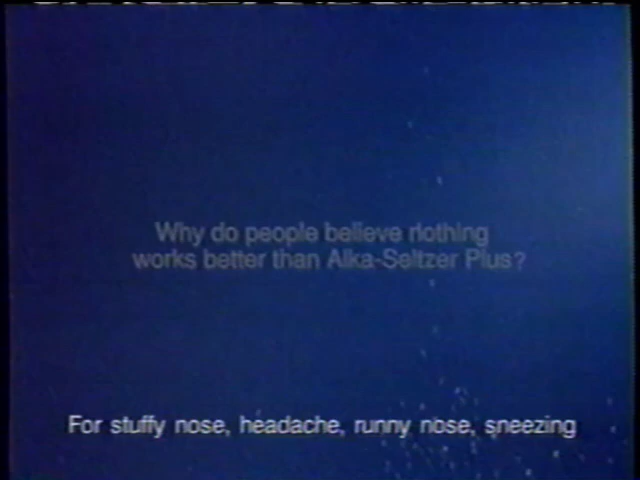 Why do people believe nothing
works better than Alka-Seltzer Plus?
For stuffy nose, headache, runny nose, sneezing